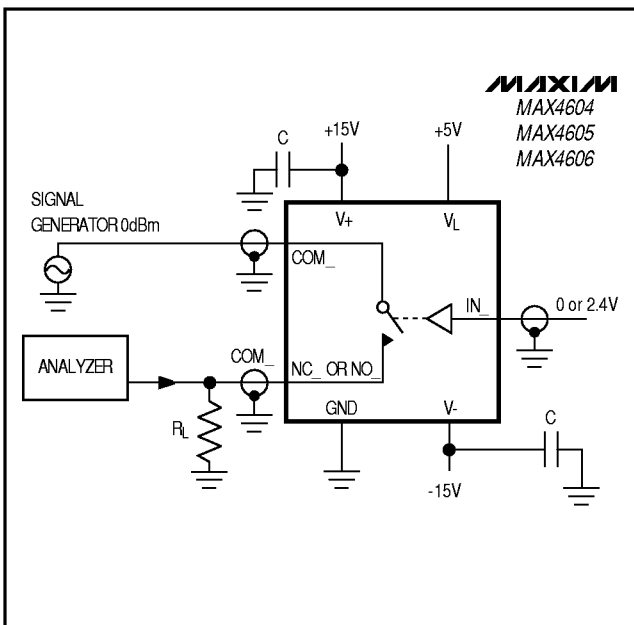 MAXIM
MAX4604
MAX4605
MAX4606
C
+15V
+5V
SIGNAL
GENERATOR 0dBm
V+
VL
COM_
IN_
0 or 2.4V
ANALYZER
COM_
NC_ OR NO_
RL
GND
V-
C
-15V